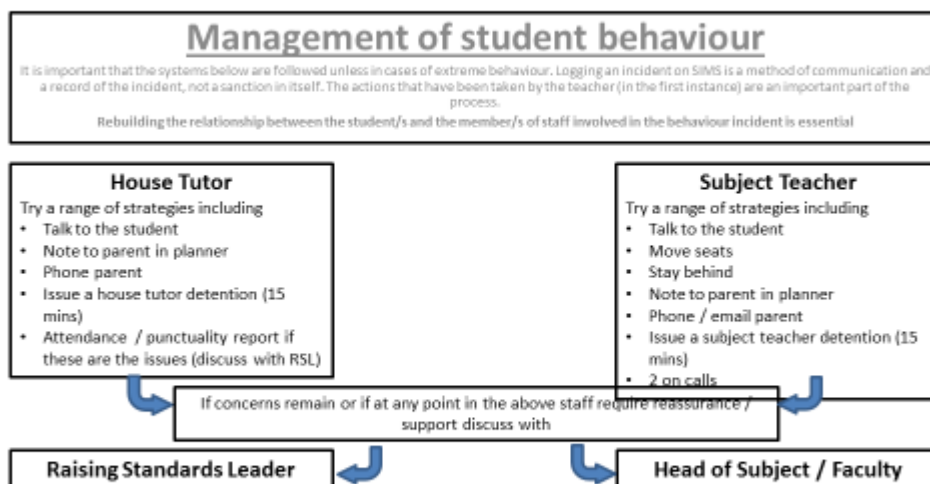 Management of student behaviour
It is important that the systems below are followed unless in cases of extreme behaviour. Logging an incident on SIMS is a method of communication and
a record of the incident, not a sanction in itself. The actions that have been taken by the teacher (in the first instance) are an important part of the
process.
Rebuilding the relationship between the student/s and the member/s of staff involved in the behaviour incident is essential
House Tutor
Try a range of strategies including
• Talk to the student
• Note to parent in planner
• Phone parent
• Issue a house tutor detention (15
mins)
• Attendance / punctuality report if
these are the issues (discuss with RSL)
Subject Teacher
Try a range of strategies including
• Talk to the student
• Move seats
• Stay behind
• Note to parent in planner
• Phone / email parent
• Issue a subject teacher detention (15
mins)
• 2 on calls
If concerns remain or if at any point in the above staff require reassurance /
support discuss with
Raising Standards Leader
Head of Subject / Faculty